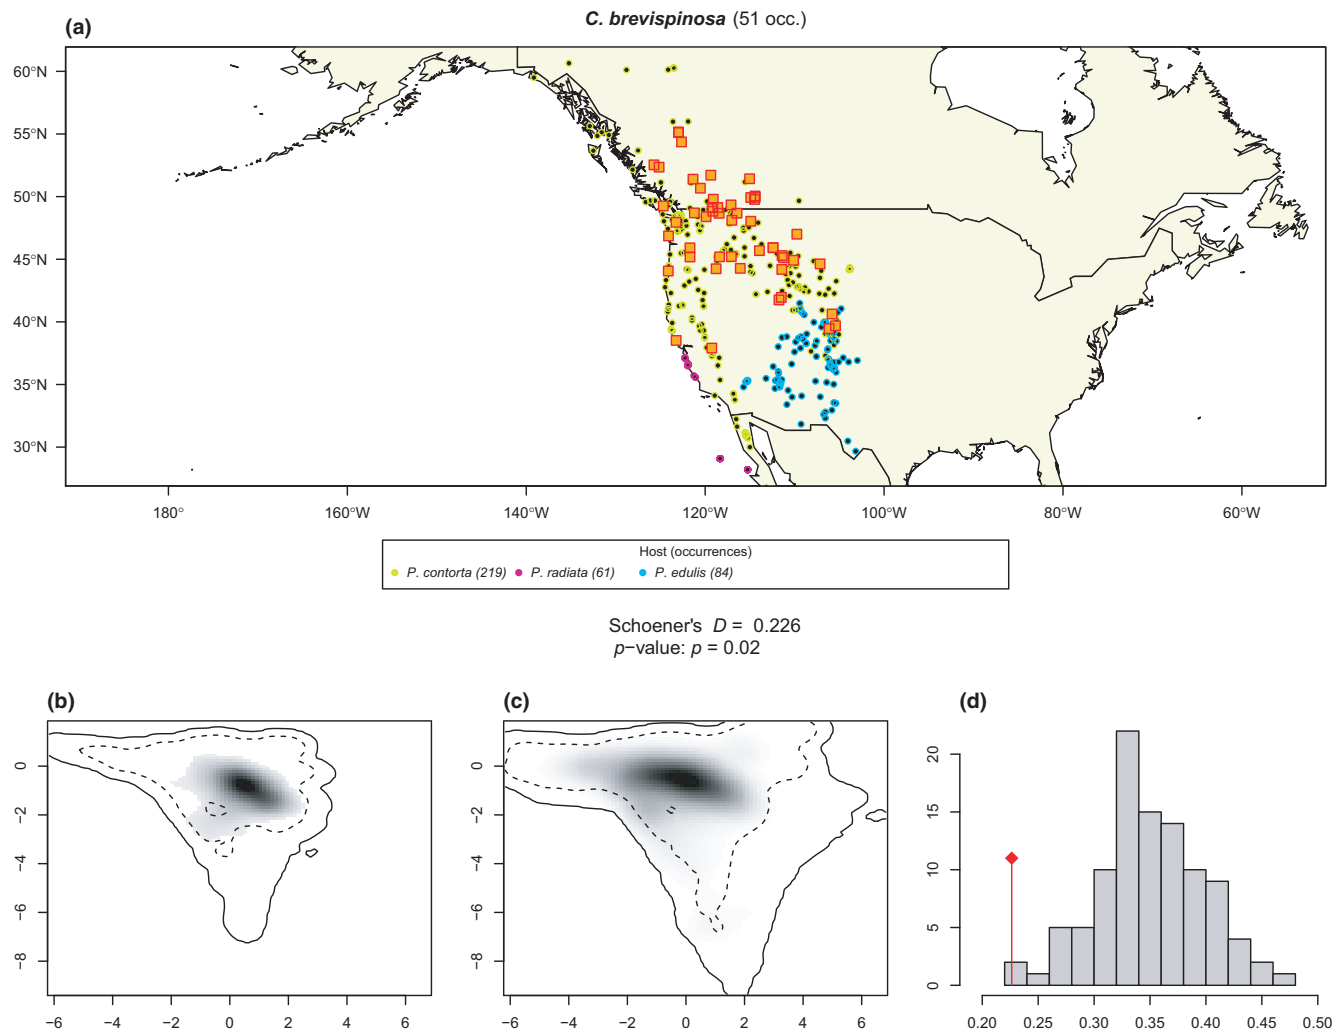 C. brevispinosa (51 occ.)
(a)
60°N
55°N
50°N
45°N
40°N
35°N
30°N
180° 160°W 140°W 120°W 100°W 80°W 60°W
Host (occurrences)
P. contorta (219) P. radiata (61) P. edulis (84)
Schoener's D = 0.226
p−value: p = 0.02
(b)
0
−2
−4
−6
−8
−6 −4 −2 0 2 4 6
(c)
0
−2
−4
−6
−8
−6 −4 −2 0 2 4 6
(d)
20
15
10
5
0
0.20 0.25 0.30 0.35 0.40 0.45 0.50